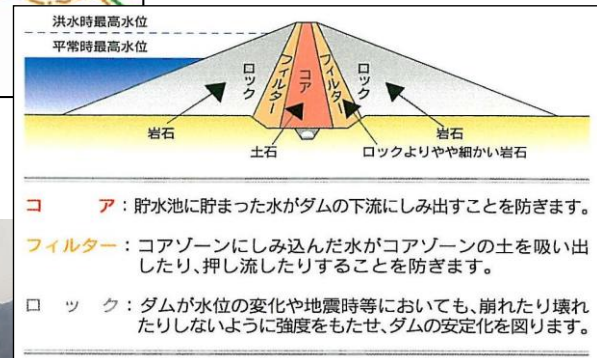 洪水時最高水位
平常時最高水位
ロック
フィルター
コア
フィルター
ロック
岩石
土石
岩石
ロックよりやや細かい岩石
コア：貯水池に貯まった水がダムの下流にしみ出すことを防ぎます。
フィルター：コアゾーンにしみ込んだ水がコアゾーンの土を吸い出
したり、押し流したりすることを防ぎます。
ロック：ダムが水位の変化や地震時等においても、崩れたり壊れ
たりしないように強度をもたせ、ダムの安定化を図ります。